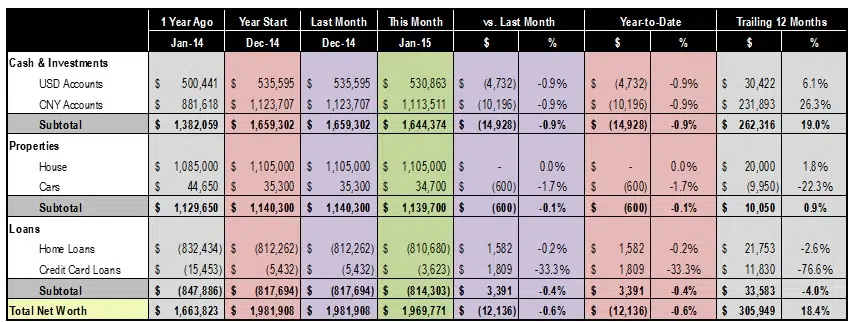 1 Year Ago Year Start Last Month This Month vs. Last Month Year-to-Date Trailing 12 Months
Jan-14 Dec-14 Dec-14 Jan-15 $ % $ % $ %
Cash & Investments
USD Accounts $ 500,441 $ 535,595 $ 535,595 $ 530,863 $ (4,732) -0.9% $ (4,732) -0.9% $ 30,422 6.1%
CNY Accounts $ 881,618 $ 1,123,707 $ 1,123,707 $ 1,113,511 $ (10,196) -0.9% $ (10,196) -0.9% $ 231,893 26.3%
Subtotal $ 1,382,059 $ 1,659,302 $ 1,659,302 $ 1,644,374 $ (14,928) -0.9% $ (14,928) -0.9% $ 262,316 19.0%
Properties
House $ 1,085,000 $ 1,105,000 $ 1,105,000 $ 1,105,000 $ - 0.0% $ - 0.0% $ 20,000 1.8%
Cars $ 44,650 $ 35,300 $ 35,300 $ 34,700 $ (600) -1.7% $ (600) -1.7% $ (9,950) -22.3%
Subtotal $ 1,129,650 $ 1,140,300 $ 1,140,300 $ 1,139,700 $ (600) -0.1% $ (600) -0.1% $ 10,050 0.9%
Loans
Home Loans $ (832,434) $ (812,262) $ (812,262) $ (810,680) $ 1,582 -0.2% $ 1,582 -0.2% $ 21,753 -2.6%
Credit Card Loans $ (15,453) $ (5,432) $ (5,432) $ (3,623) $ 1,809 -33.3% $ 1,809 -33.3% $ 11,830 -76.6%
Subtotal $ (847,886) $ (817,694) $ (817,694) $ (814,303) $ 3,391 -0.4% $ 3,391 -0.4% $ 33,583 -4.0%
Total Net Worth $ 1,663,823 $ 1,981,908 $ 1,981,908 $ 1,969,771 $ (12,136) -0.6% $ (12,136) -0.6% $ 305,949 18.4%